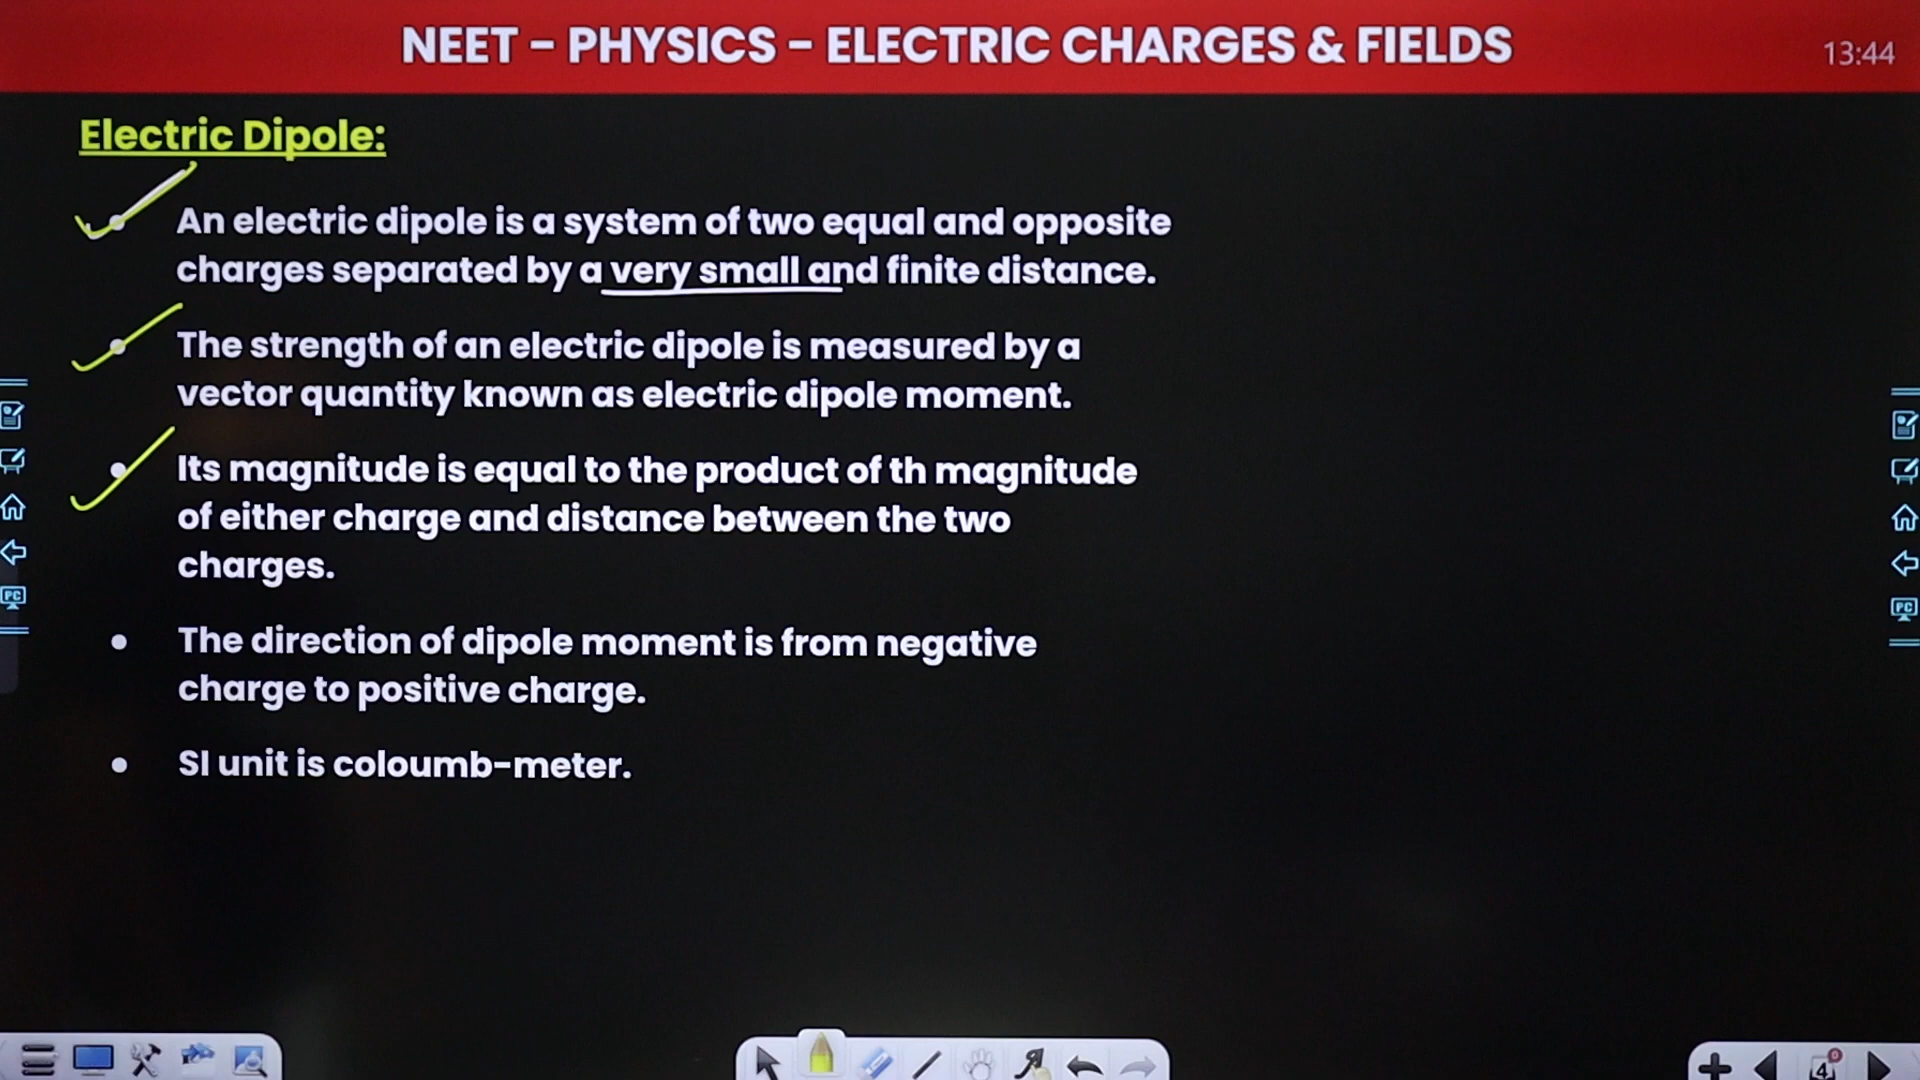 NEET - PHYSICS - ELECTRIC CHARGES & FIELDS
13:44
Electric Dipole:
• An electric dipole is a system of two equal and opposite
charges separated by a very small and finite distance.
• The strength of an electric dipole is measured by a
vector quantity known as electric dipole moment.
• Its magnitude is equal to the product of th magnitude
of either charge and distance between the two
charges.
• The direction of dipole moment is from negative
charge to positive charge.
• SI unit is coloumb-meter.
PC
PC
4
0